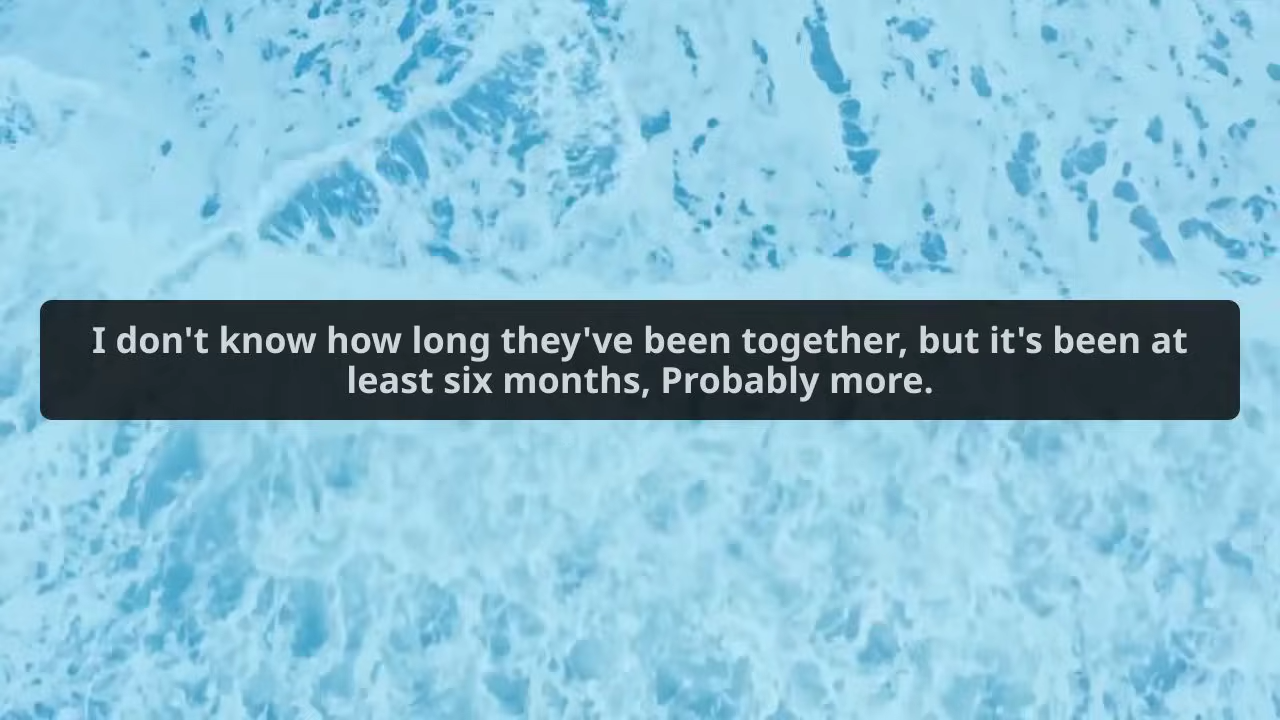 I don't know how long they've been together, but it's been at
least six months, Probably more.